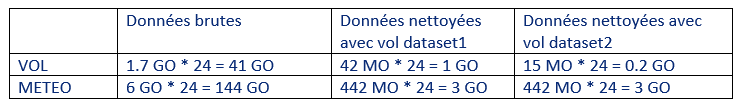 Données brutes
Données nettoyées
avec vol dataset1
Données nettoyées avec
vol dataset2
VOL
1.7 GO * 24 = 41 GO
42 MO * 24 = 1 GO
15 MO * 24 = 0.2 GO
METEO
6 GO * 24 = 144 GO
442 MO * 24 = 3 GO
442 MO * 24 = 3 GO